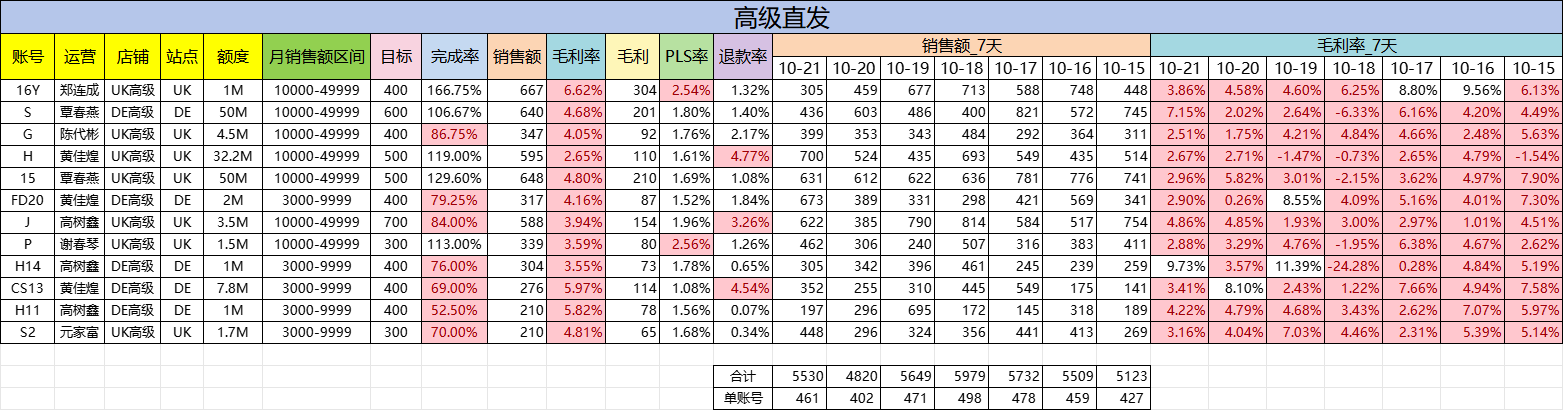 高级直发
账号 运营 店铺 站点 额度 月销售额区间 目标 完成率 销售额 毛利率 毛利 PLS率 退款率 销售额_7天 毛利率_7天
10-21 10-20 10-19 10-18 10-17 10-16 10-15 10-21 10-20 10-19 10-18 10-17 10-16 10-15
16Y 郑连成 UK高级 UK 1M 10000-49999 400 166.75% 667 6.62% 304 2.54% 1.32% 305 459 677 713 588 748 448 3.86% 4.58% 4.60% 6.25% 8.80% 9.56% 6.13%
S 覃春燕 DE高级 DE 50M 10000-49999 600 106.67% 640 4.68% 201 1.80% 1.40% 436 603 486 400 821 572 745 7.15% 2.02% 2.64% -6.33% 6.16% 4.20% 4.49%
G 陈代彬 UK高级 UK 4.5M 10000-49999 400 86.75% 347 4.05% 92 1.76% 2.17% 399 353 343 484 292 364 311 2.51% 1.75% 4.21% 4.84% 4.66% 2.48% 5.63%
H 黄佳煌 UK高级 UK 32.2M 10000-49999 500 119.00% 595 2.65% 110 1.61% 4.77% 700 524 435 693 549 435 514 2.67% 2.71% -1.47% -0.73% 2.65% 4.79% -1.54%
15 覃春燕 UK高级 UK 50M 10000-49999 500 129.60% 648 4.80% 210 1.69% 1.08% 631 612 622 636 781 776 741 2.96% 5.82% 3.01% -2.15% 3.62% 4.97% 7.90%
FD20 黄佳煌 DE高级 DE 2M 3000-9999 400 79.25% 317 4.16% 87 1.52% 1.84% 673 389 331 298 421 569 341 2.90% 0.26% 8.55% 4.09% 5.16% 4.01% 7.30%
J 高树鑫 UK高级 UK 3.5M 10000-49999 700 84.00% 588 3.94% 154 1.96% 3.26% 622 385 790 814 584 517 754 4.86% 4.85% 1.93% 3.00% 2.97% 1.01% 4.51%
P 谢春琴 UK高级 UK 1.5M 10000-49999 300 113.00% 339 3.59% 80 2.56% 1.26% 462 306 240 507 316 383 411 2.88% 3.29% 4.76% -1.95% 6.38% 4.67% 2.62%
H14 高树鑫 DE高级 DE 1M 3000-9999 400 76.00% 304 3.55% 73 1.78% 0.65% 305 342 396 461 245 239 259 9.73% 3.57% 11.39% -24.28% 0.28% 4.84% 5.19%
CS13 黄佳煌 DE高级 DE 7.8M 3000-9999 400 69.00% 276 5.97% 114 1.08% 4.54% 352 255 310 445 549 175 141 3.41% 8.10% 2.43% 1.22% 7.66% 4.94% 7.58%
H11 高树鑫 DE高级 DE 1M 3000-9999 400 52.50% 210 5.82% 78 1.56% 0.07% 197 296 695 172 145 318 189 4.22% 4.79% 4.68% 3.43% 2.62% 7.07% 5.97%
S2 元家富 UK高级 UK 1.7M 3000-9999 300 70.00% 210 4.81% 65 1.68% 0.34% 448 296 324 356 441 413 269 3.16% 4.04% 7.03% 4.46% 2.31% 5.39% 5.14%
合计 5530 4820 5649 5979 5732 5509 5123
单账号 461 402 471 498 478 459 427